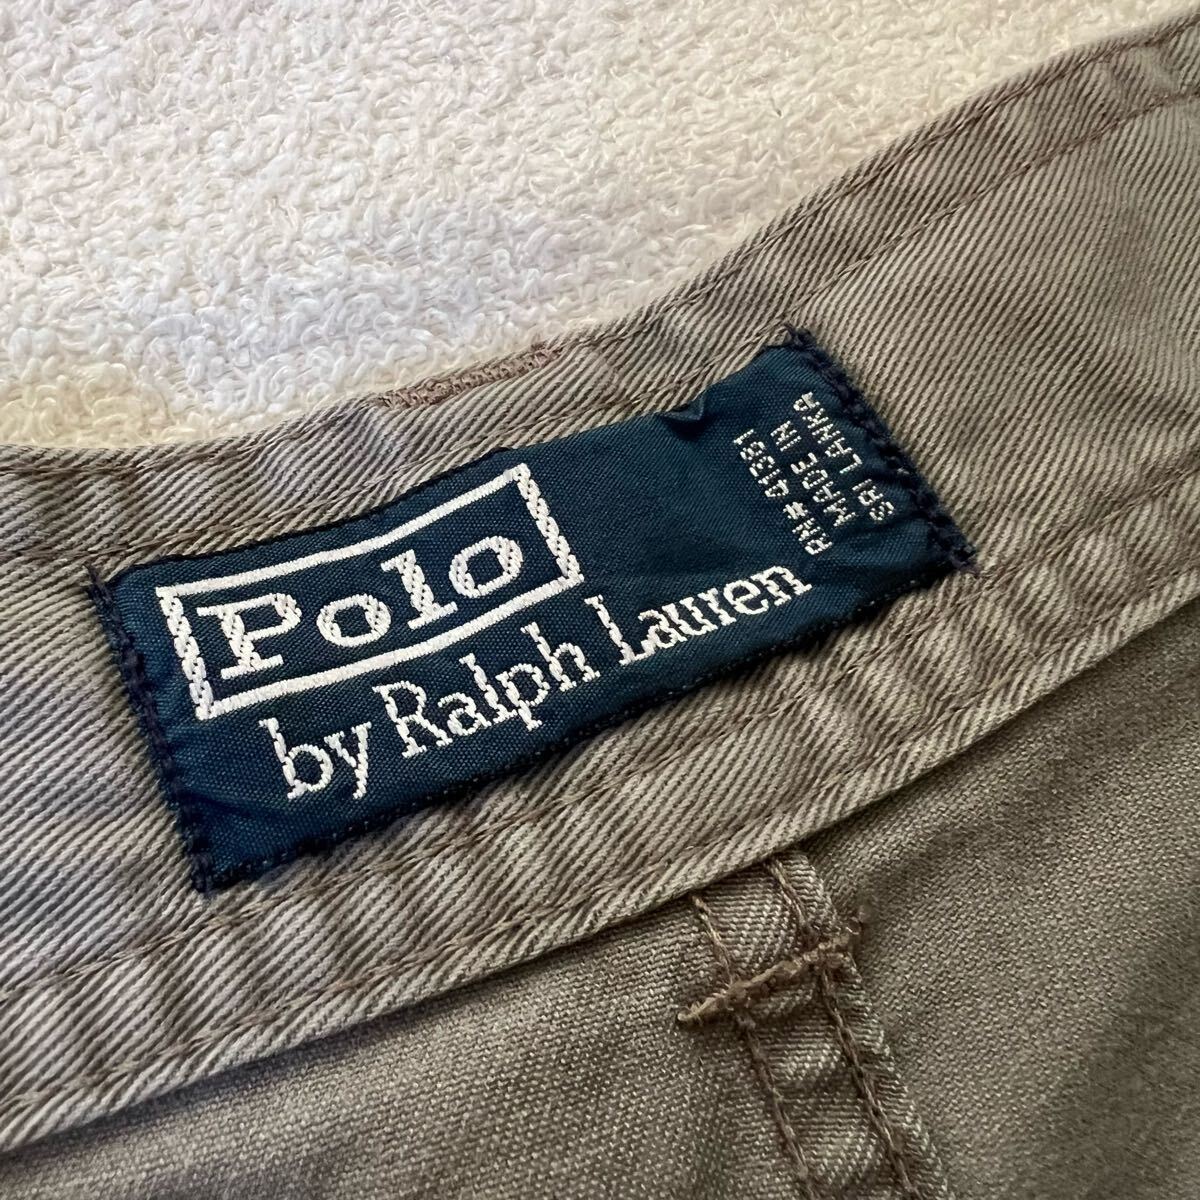 Polo
by Ralph Lauren
RN# 41381
MADE IN
SRI LANKA